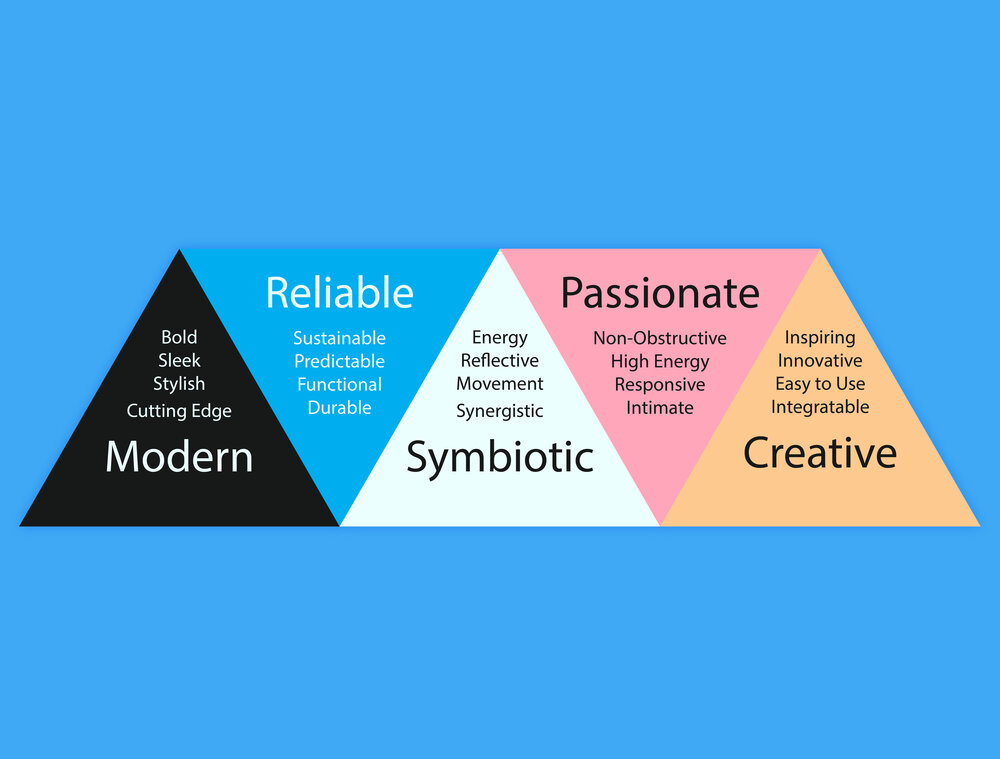 Bold
Sleek
Stylish
Cutting Edge
Modern
Reliable
Sustainable
Predictable
Functional
Durable
Energy
Reflective
Movement
Synergistic
Symbiotic
Passionate
Non-Obstructive
High Energy
Responsive
Intimate
Inspiring
Innovative
Easy to Use
Integratable
Creative